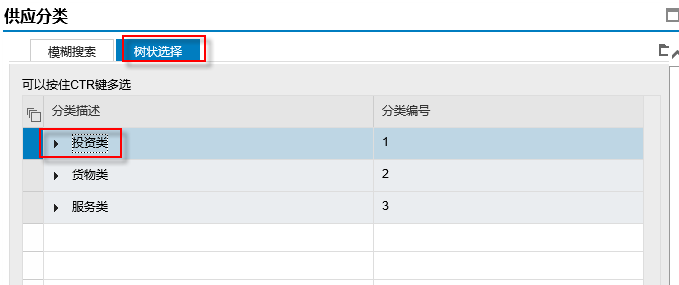 供应分类
模糊搜索 树状选择
可以按住CTR键多选
分类描述 分类编号
投资类 1
货物类 2
服务类 3